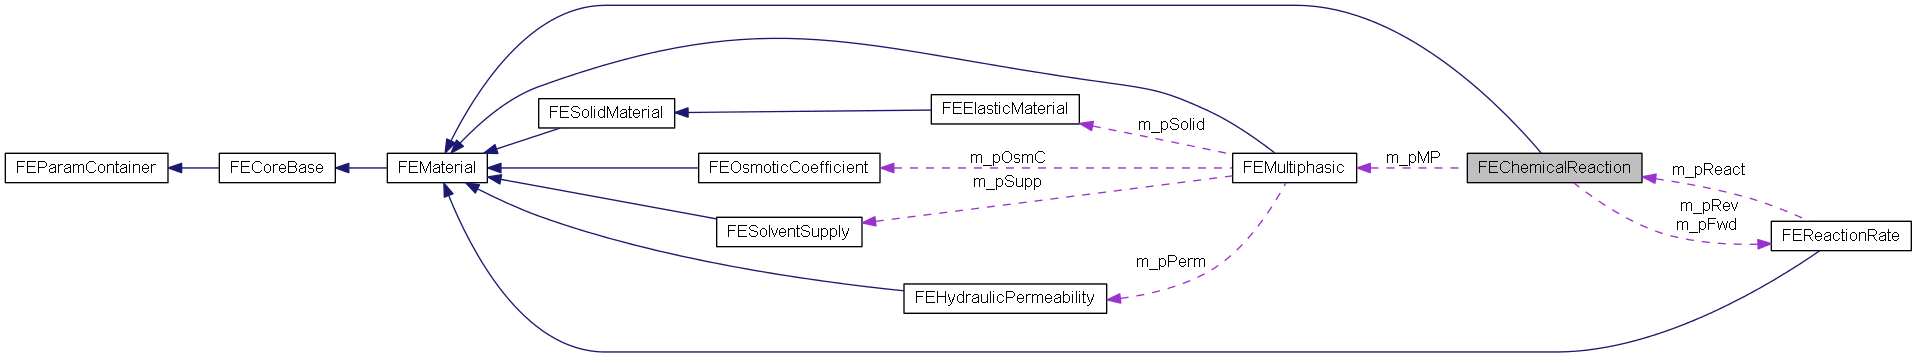 FEParamContainer
FECoreBase
FEMaterial
FESolidMaterial
FEElasticMaterial
m_pSolid
FEOsmoticCoefficient
m_pOsmC
m_pSupp
FESolventSupply
m_pPerm
FEHydraulicPermeability
FEMultiphasic
m_pMP
FEChemicalReaction
m_pReact
m_pRev
m_pFwd
FEReactionRate